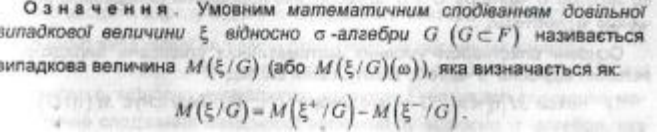 Означення. Умовним математичним сподіванням довільної
випадкової величини ξ відносно σ-алгебри G (G ⊂ F) називається
випадкова величина M(ξ/G) (або M(ξ/G)(ω)), яка визначається як:
M(ξ/G) = M(ξ⁺/G) − M(ξ⁻/G).